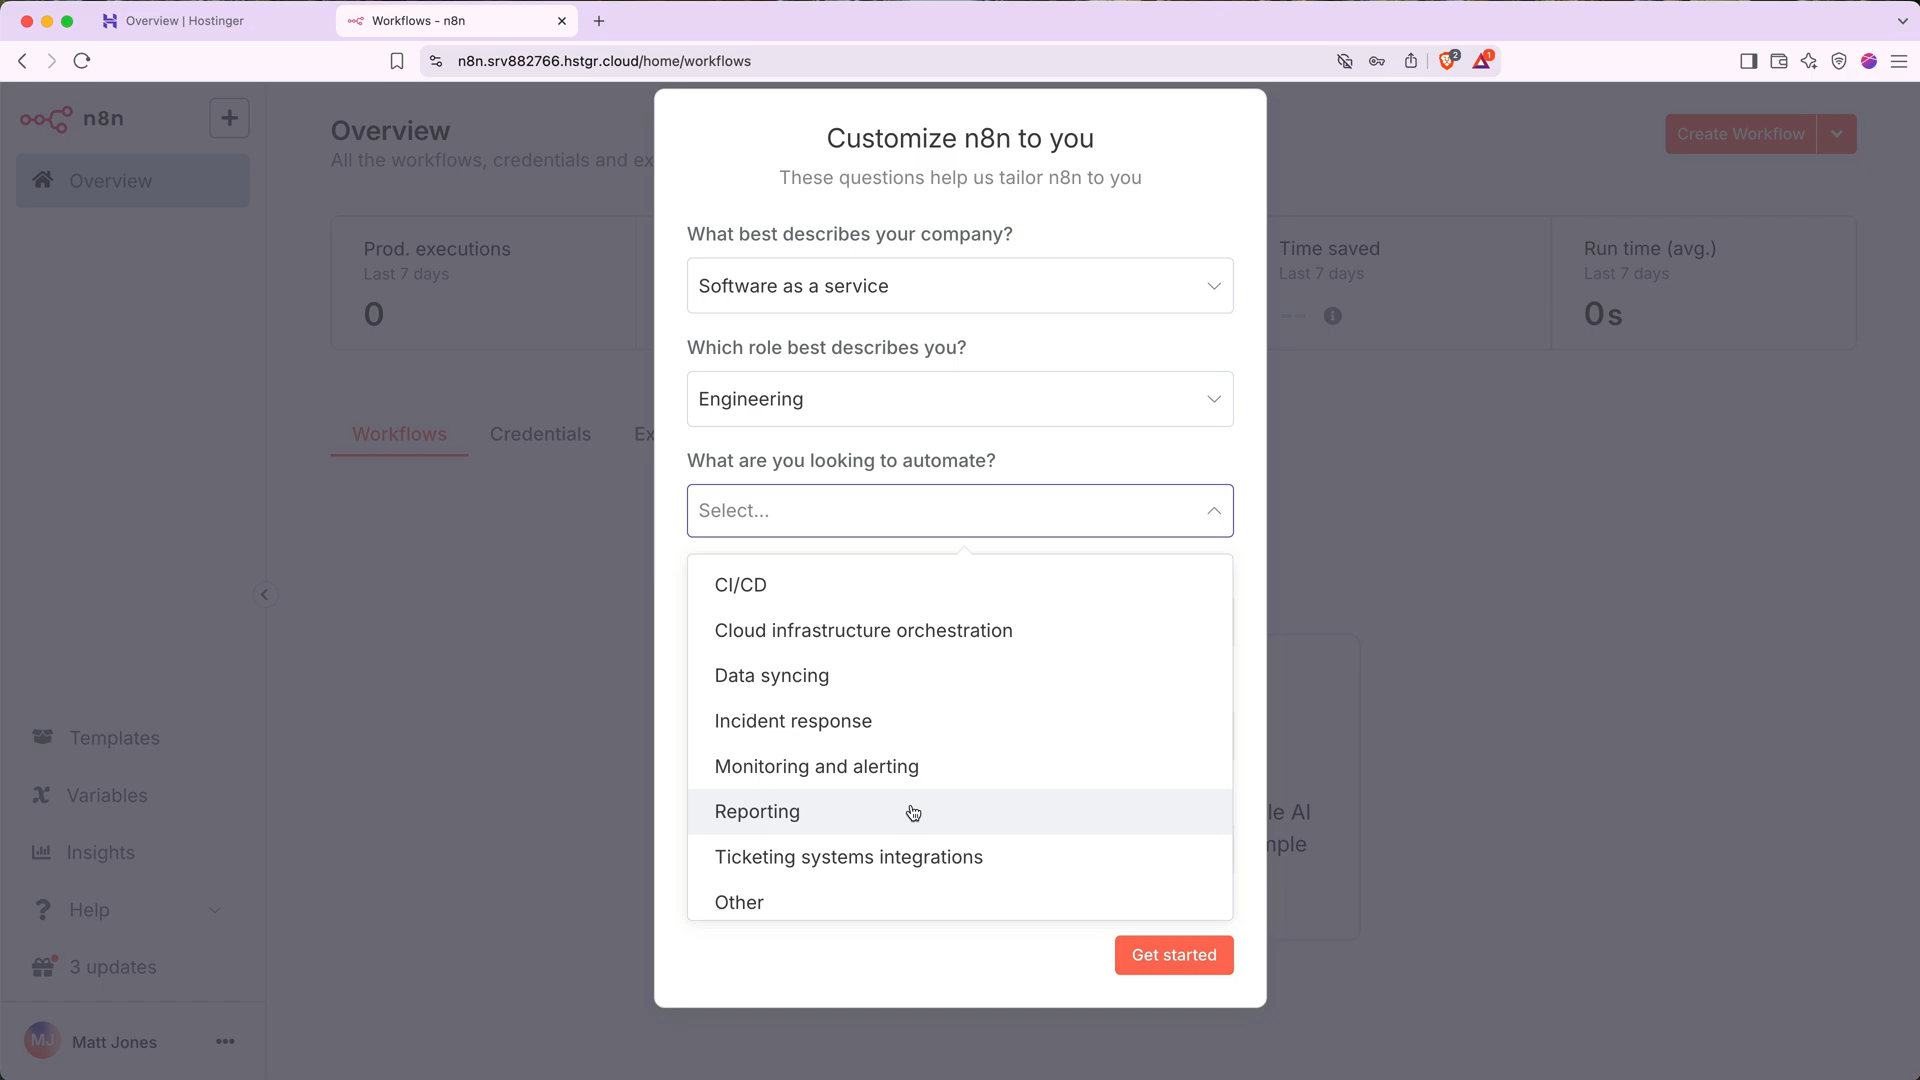 Overview | Hostinger
Workflows - n8n
n8n.srv882766.hstgr.cloud/home/workflows
2
1
n8n
Overview
Templates
Variables
Insights
Help
3 updates
MJ
Matt Jones
Overview
All the workflows, credentials and ex
Create Workflow
Prod. executions
Last 7 days
0
Time saved
Last 7 days
--
Run time (avg.)
Last 7 days
0s
Workflows
Credentials
Ex
le AI
nple
Customize n8n to you
These questions help us tailor n8n to you
What best describes your company?
Software as a service
Which role best describes you?
Engineering
What are you looking to automate?
Select...
CI/CD
Cloud infrastructure orchestration
Data syncing
Incident response
Monitoring and alerting
Reporting
Ticketing systems integrations
Other
Get started